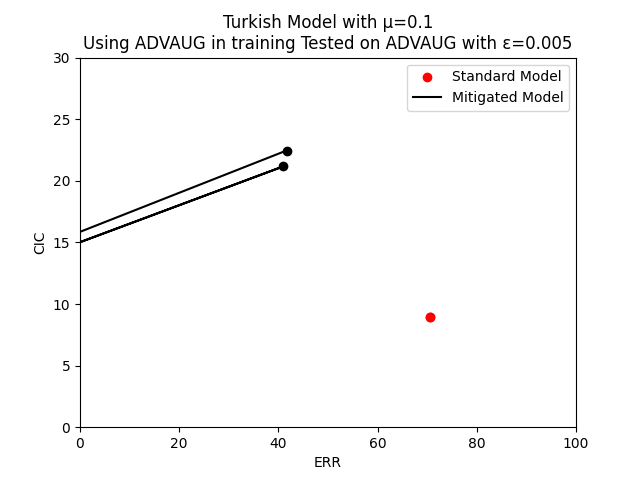 Turkish Model with μ=0.1
Using ADVAUG in training Tested on ADVAUG with ε=0.005
30
25
20
15
10
5
0
CIC
0 20 40 60 80 100
ERR
Standard Model
Mitigated Model